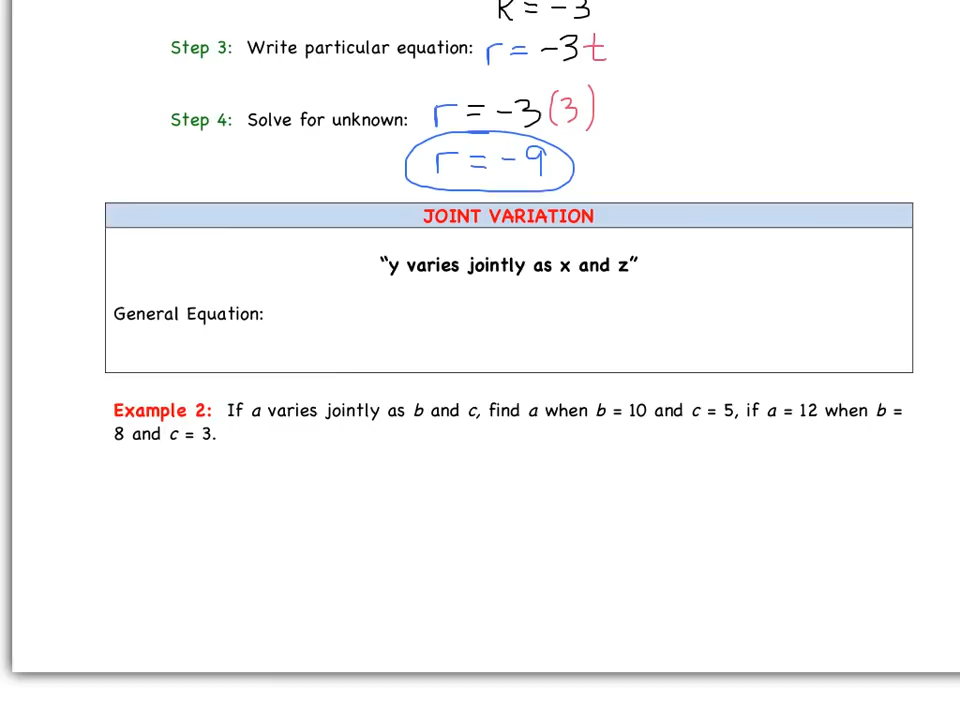 K = -3
Step 3: Write particular equation: r = -3t
Step 4: Solve for unknown: r = -3(3)
r = -9
JOINT VARIATION
“y varies jointly as x and z”
General Equation:
Example 2: If a varies jointly as b and c, find a when b = 10 and c = 5, if a = 12 when b =
8 and c = 3.